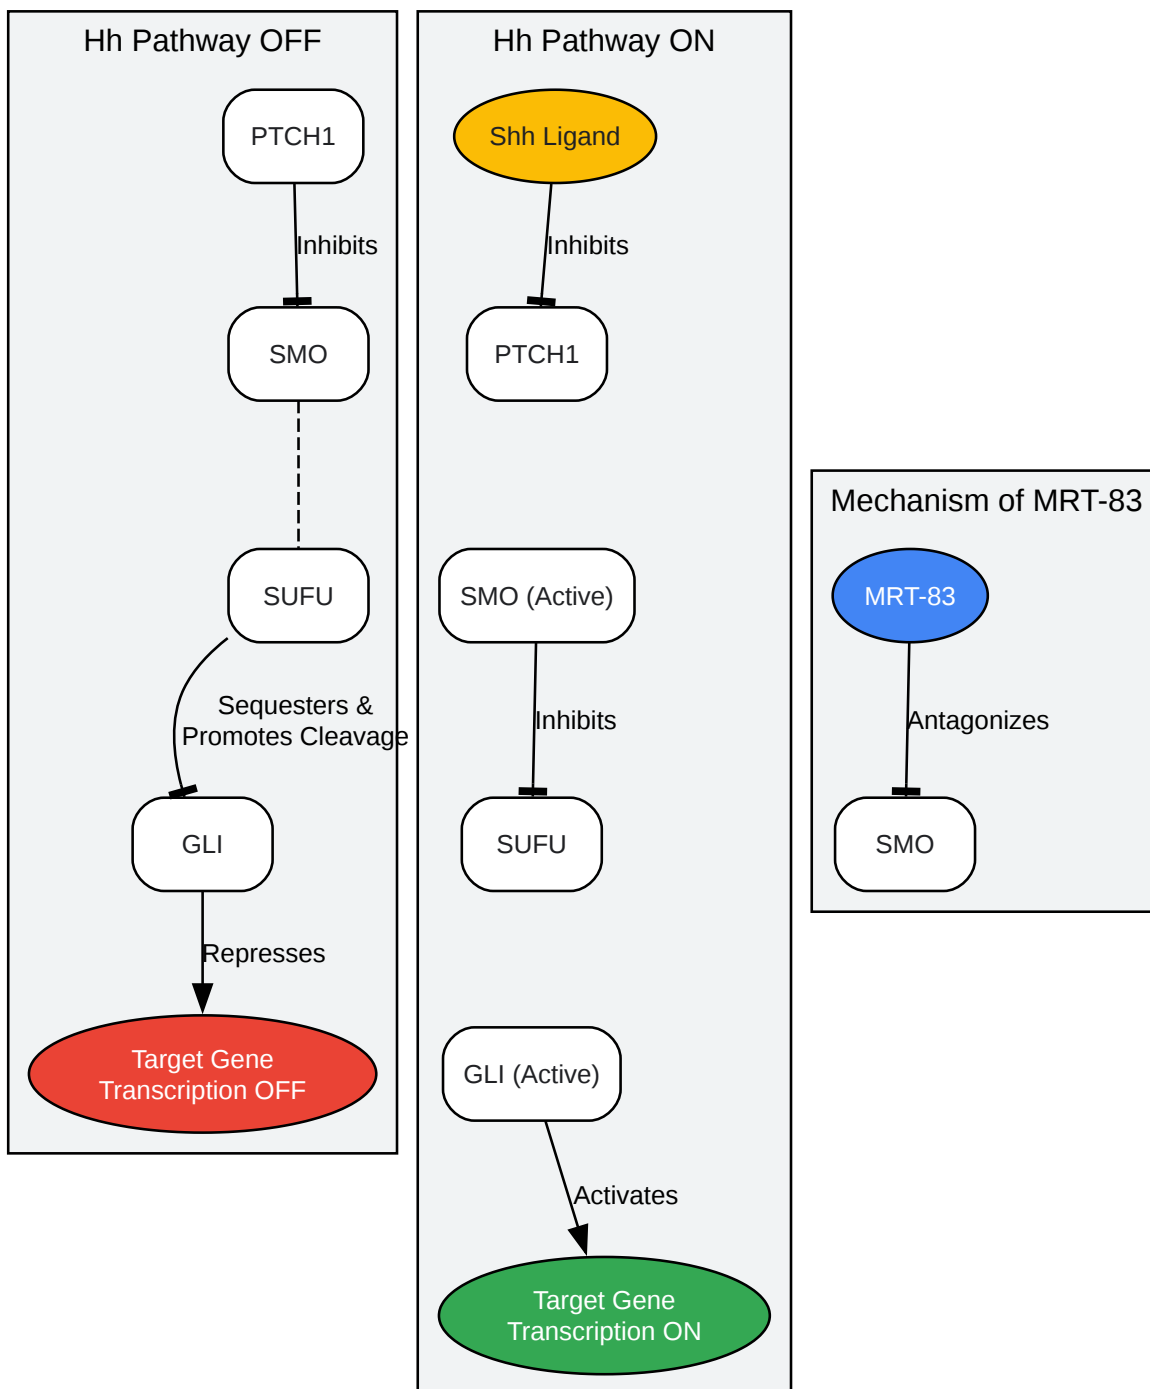 Hh Pathway OFF
PTCH1
Inhibits
SMO
SUFU
Sequesters &
Promotes Cleavage
GLI
Represses
Target Gene
Transcription OFF
Hh Pathway ON
Shh Ligand
Inhibits
PTCH1
SMO (Active)
Inhibits
SUFU
GLI (Active)
Activates
Target Gene
Transcription ON
Mechanism of MRT-83
MRT-83
Antagonizes
SMO